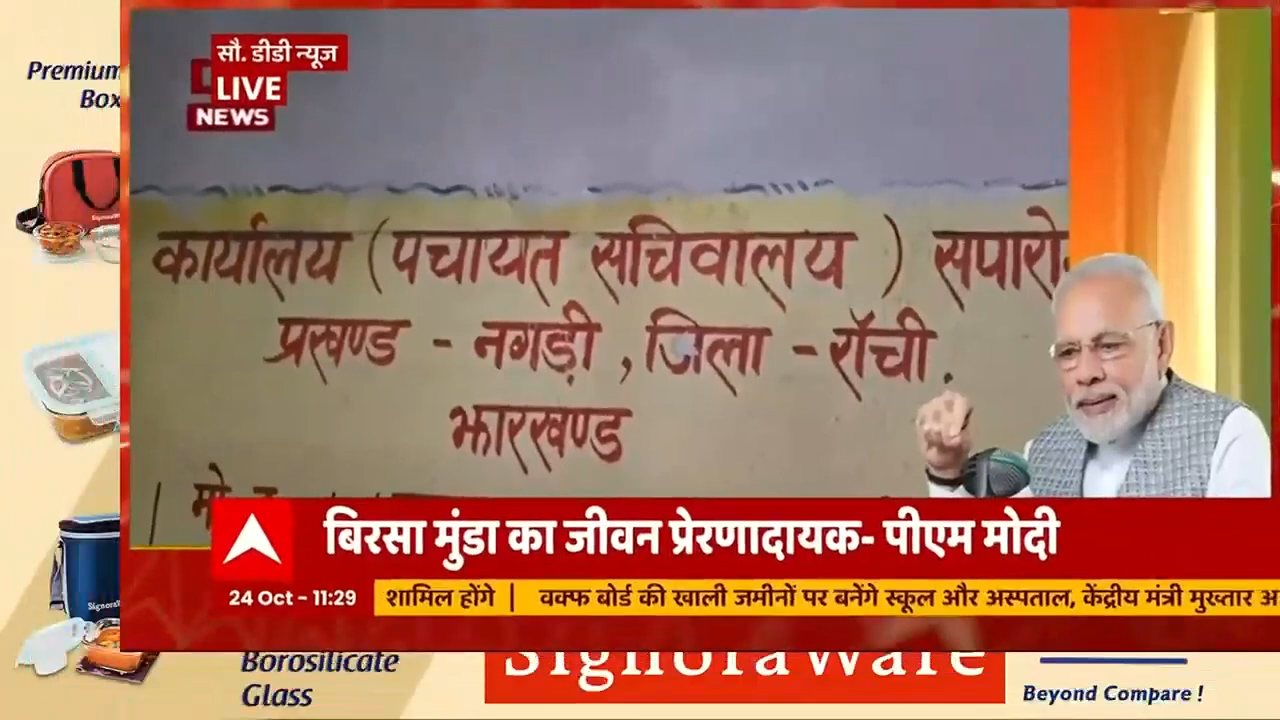 Premium
Box
सौ. डीडी न्यूज
LIVE
NEWS
कार्यालय (पचायत सचिवालय ) सपारो
प्रखण्ड - नगड़ी , जिला - राँची.
झारखण्ड
बिरसा मुंडा का जीवन प्रेरणादायक- पीएम मोदी
24 Oct - 11:29
शामिल होंगे | वक्फ बोर्ड की खाली जमीनों पर बनेंगे स्कूल और अस्पताल, केंद्रीय मंत्री मुख्तार
Borosilicate
Glass
SignoraWare
Beyond Compare !